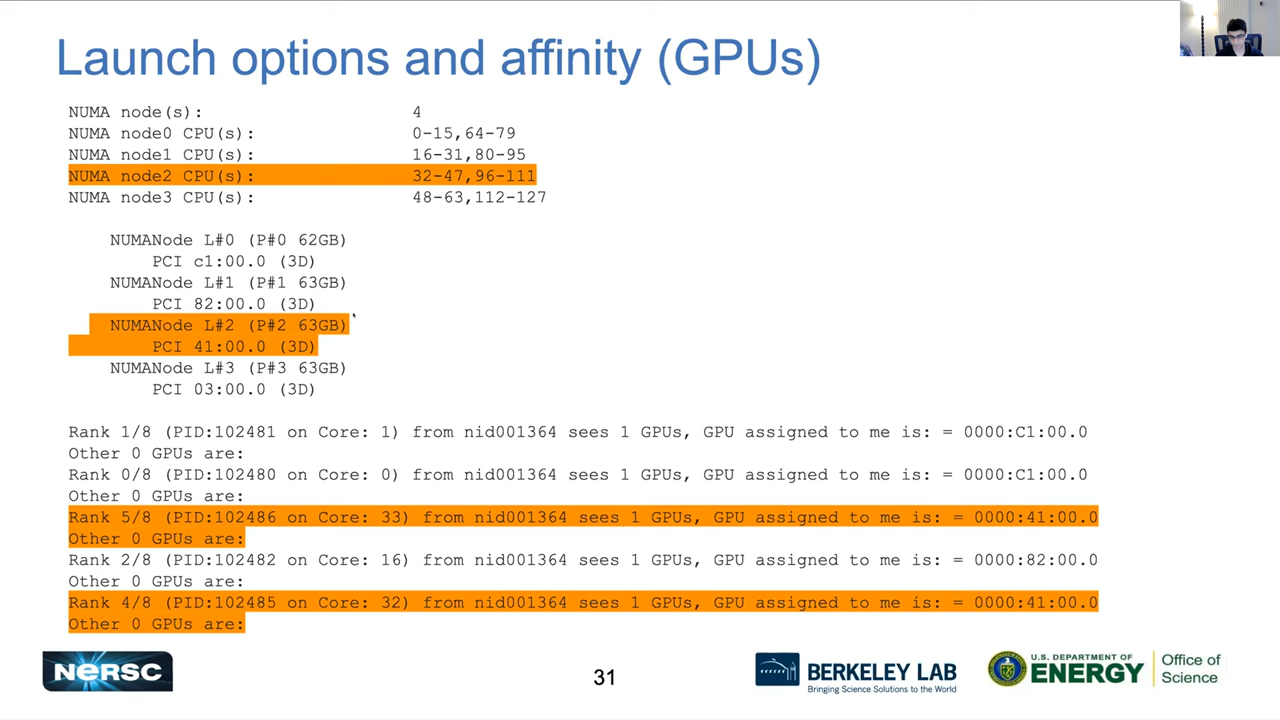 Launch options and affinity (GPUs)
NUMA node(s): 4
NUMA node0 CPU(s): 0-15,64-79
NUMA node1 CPU(s): 16-31,80-95
NUMA node2 CPU(s): 32-47,96-111
NUMA node3 CPU(s): 48-63,112-127
NUMANode L#0 (P#0 62GB)
PCI c1:00.0 (3D)
NUMANode L#1 (P#1 63GB)
PCI 82:00.0 (3D)
NUMANode L#2 (P#2 63GB)
PCI 41:00.0 (3D)
NUMANode L#3 (P#3 63GB)
PCI 03:00.0 (3D)
Rank 1/8 (PID:102481 on Core: 1) from nid001364 sees 1 GPUs, GPU assigned to me is: = 0000:C1:00.0
Other 0 GPUs are:
Rank 0/8 (PID:102480 on Core: 0) from nid001364 sees 1 GPUs, GPU assigned to me is: = 0000:C1:00.0
Other 0 GPUs are:
Rank 5/8 (PID:102486 on Core: 33) from nid001364 sees 1 GPUs, GPU assigned to me is: = 0000:41:00.0
Other 0 GPUs are:
Rank 2/8 (PID:102482 on Core: 16) from nid001364 sees 1 GPUs, GPU assigned to me is: = 0000:82:00.0
Other 0 GPUs are:
Rank 4/8 (PID:102485 on Core: 32) from nid001364 sees 1 GPUs, GPU assigned to me is: = 0000:41:00.0
Other 0 GPUs are:
NERSC
31
BERKELEY LAB
Bringing Science Solutions to the World
U.S. DEPARTMENT OF
ENERGY
Office of
Science